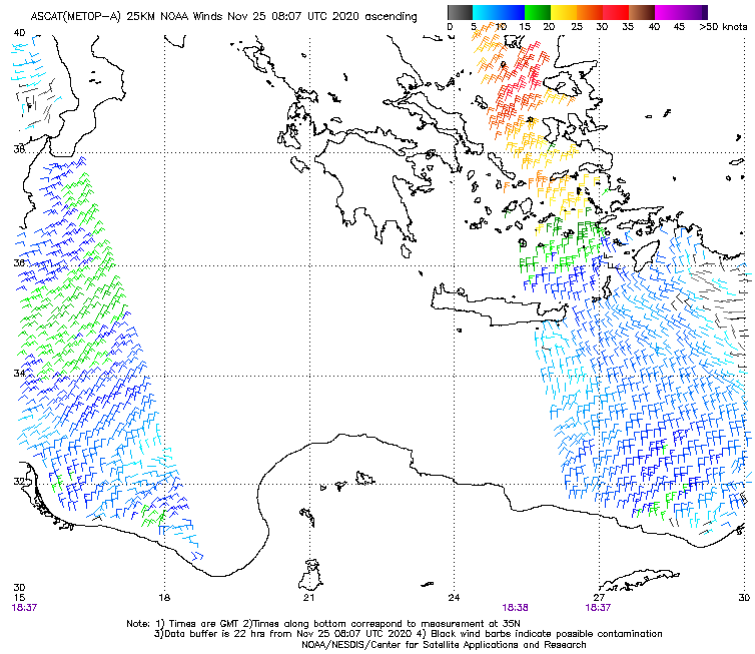 ASCAT(METOP-A) 25KM NOAA Winds Nov 25 08:07 UTC 2020 ascending
0 5 10 15 20 25 30 35 40 45 >50 knots
40
38
36
34
32
30
15 18 21 24 27 30
18:37 18:38 18:37
Note: 1) Times are GMT 2)Times along bottom correspond to measurement at 35N
3)Data buffer is 22 hrs from Nov 25 08:07 UTC 2020 4) Black wind barbs indicate possible contamination
NOAA/NESDIS/Center for Satellite Applications and Research